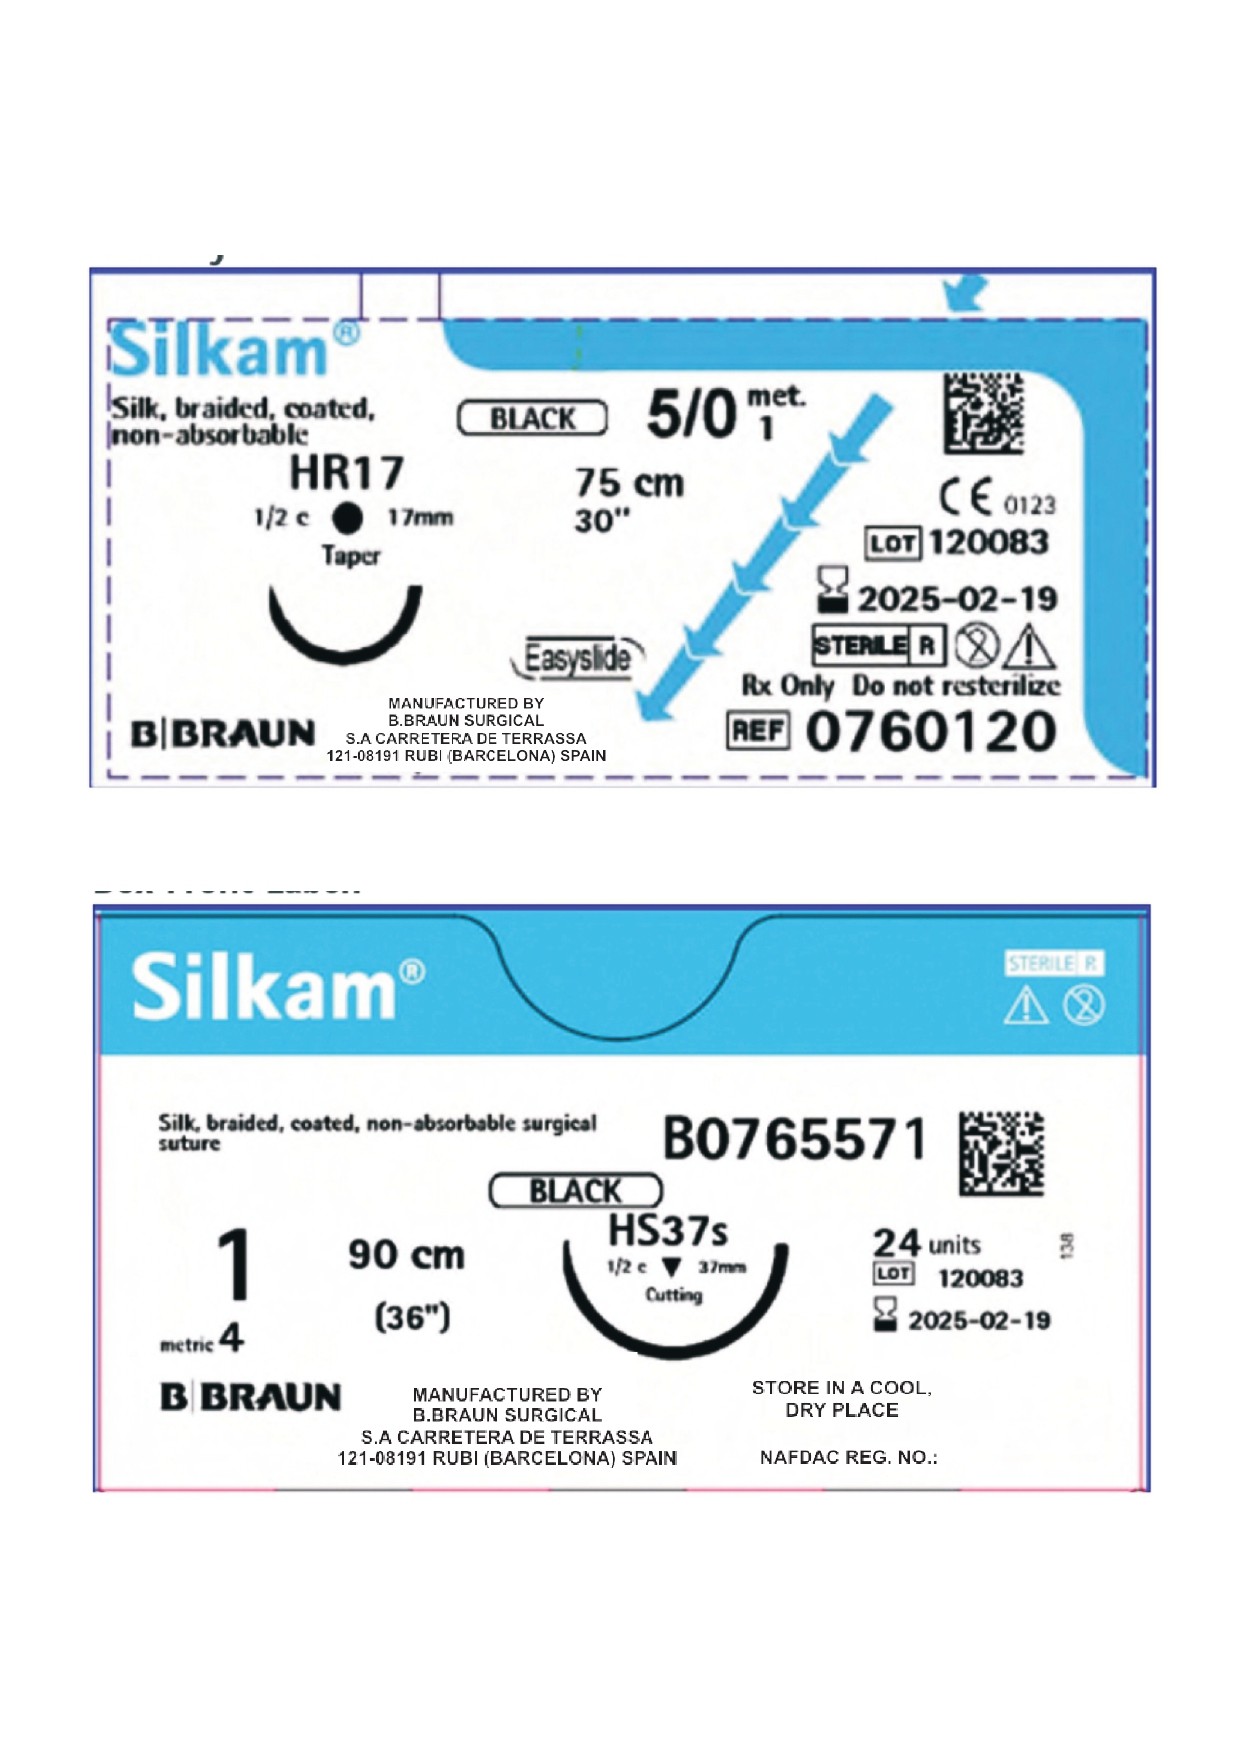 Silkam®
Silk, braided, coated,
non-absorbable
BLACK
5/0 met.
1
HR17
1/2 c 17mm
Taper
75 cm
30"
CE 0123
LOT 120083
2025-02-19
STERILE R
Easyslide
Rx Only Do not resterilize
REF 0760120
B|BRAUN
MANUFACTURED BY
B.BRAUN SURGICAL
S.A CARRETERA DE TERRASSA
121-08191 RUBI (BARCELONA) SPAIN
Silkam®
STERILE R
Silk, braided, coated, non-absorbable surgical
suture
B0765571
BLACK
HS37s
1/2 c 37mm
Cutting
1
metric 4
90 cm
(36")
24 units
LOT 120083
2025-02-19
138
B|BRAUN
MANUFACTURED BY
B.BRAUN SURGICAL
S.A CARRETERA DE TERRASSA
121-08191 RUBI (BARCELONA) SPAIN
STORE IN A COOL,
DRY PLACE
NAFDAC REG. NO.: